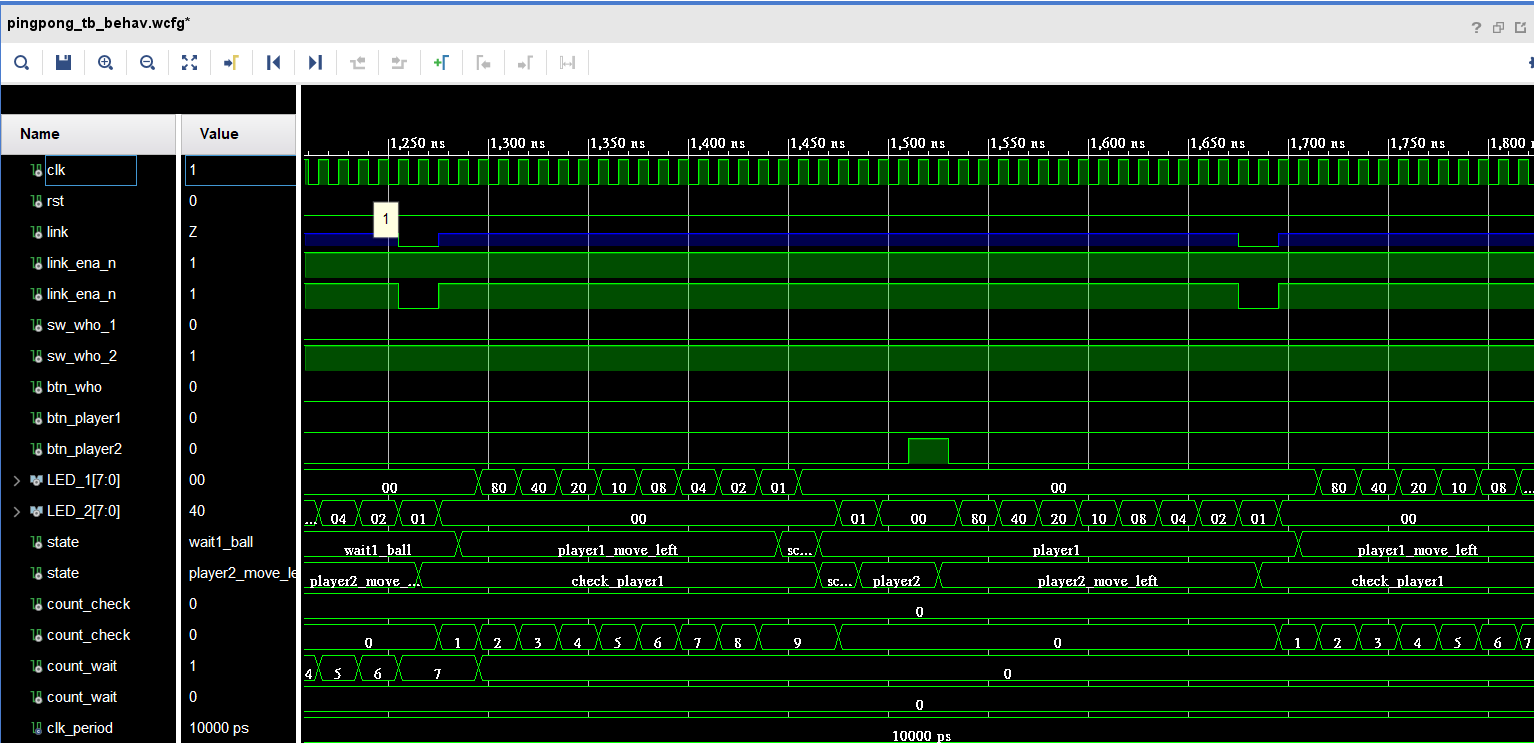 pingpong_tb_behav.wcfg*
?
Name Value
1,250 ns 1,300 ns 1,350 ns 1,400 ns 1,450 ns 1,500 ns 1,550 ns 1,600 ns 1,650 ns 1,700 ns 1,750 ns 1,800
clk 1
rst 0
1
link Z
link_ena_n 1
link_ena_n 1
sw_who_1 0
sw_who_2 1
btn_who 0
btn_player1 0
btn_player2 0
LED_1[7:0] 00 00 80 40 20 10 08 04 02 01 00 80 40 20 10 08 ...
LED_2[7:0] 40 ... 04 02 01 00 01 00 80 40 20 10 08 04 02 01 00
state wait1_ball wait1_ball player1_move_left sc... player1 player1_move_left
state player2_move_le player2_move_... check_player1 sc... player2 player2_move_left check_player1
count_check 0 0
count_check 0 0 1 2 3 4 5 6 7 8 9 0 1 2 3 4 5 6 7
count_wait 1 4 5 6 7 0
count_wait 0 0
clk_period 10000 ps 10000 ps